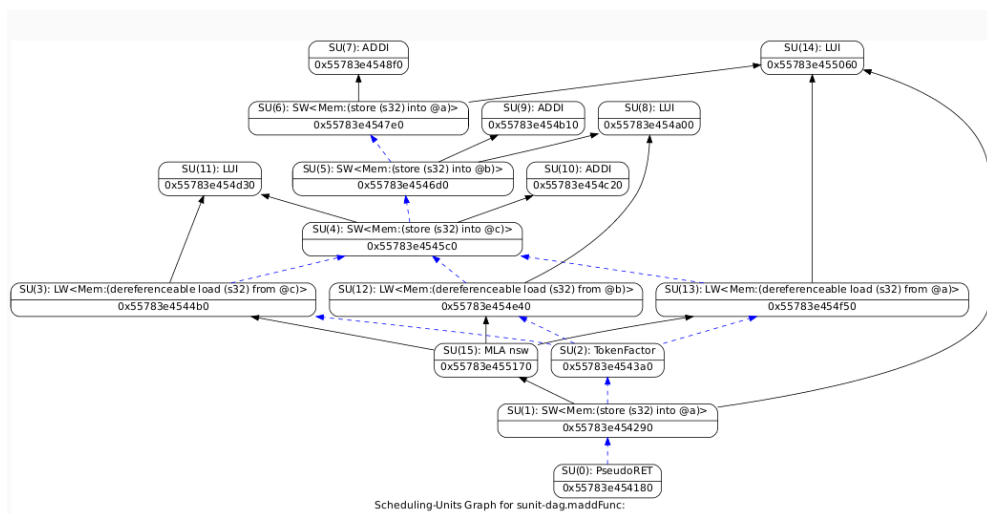 SU(7): ADDI
0x55783e4548f0
SU(14): LUI
0x55783e455060
SU(6): SW<Mem:(store (s32) into @a)>
0x55783e4547e0
SU(9): ADDI
0x55783e454b10
SU(8): LUI
0x55783e454a00
SU(11): LUI
0x55783e454d30
SU(5): SW<Mem:(store (s32) into @b)>
0x55783e4546d0
SU(10): ADDI
0x55783e454c20
SU(4): SW<Mem:(store (s32) into @c)>
0x55783e4545c0
SU(3): LW<Mem:(dereferenceable load (s32) from @c)>
0x55783e4544b0
SU(12): LW<Mem:(dereferenceable load (s32) from @b)>
0x55783e454e40
SU(13): LW<Mem:(dereferenceable load (s32) from @a)>
0x55783e454f50
SU(15): MLA nsw
0x55783e455170
SU(2): TokenFactor
0x55783e4543a0
SU(1): SW<Mem:(store (s32) into @a)>
0x55783e454290
SU(0): PseudoRET
0x55783e454180
Scheduling-Units Graph for sunit-dag.maddFunc: